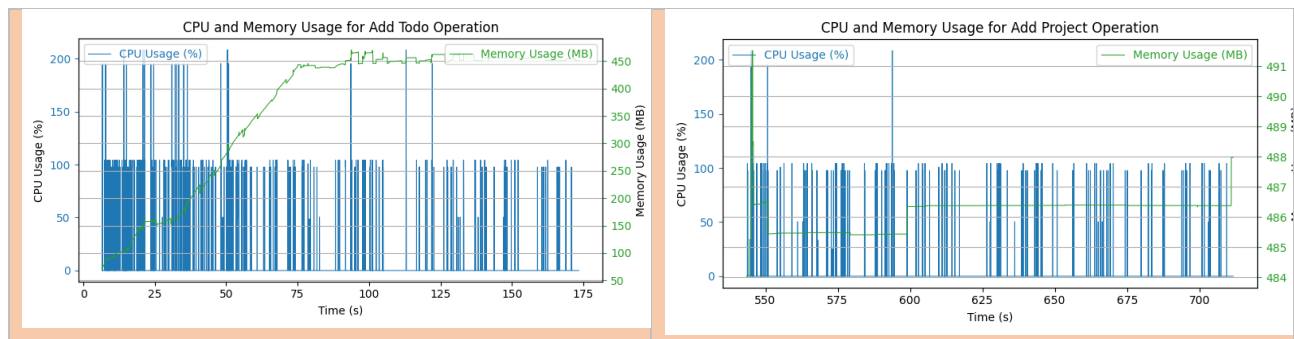 CPU and Memory Usage for Add Todo Operation
CPU Usage (%)
Memory Usage (MB)
200
150
100
50
0
CPU Usage (%)
450
400
350
300
250
200
150
100
50
Memory Usage (MB)
0 25 50 75 100 125 150 175
Time (s)
CPU and Memory Usage for Add Project Operation
CPU Usage (%)
Memory Usage (MB)
200
150
100
50
0
CPU Usage (%)
491
490
489
488
487
486
485
484
550 575 600 625 650 675 700
Time (s)